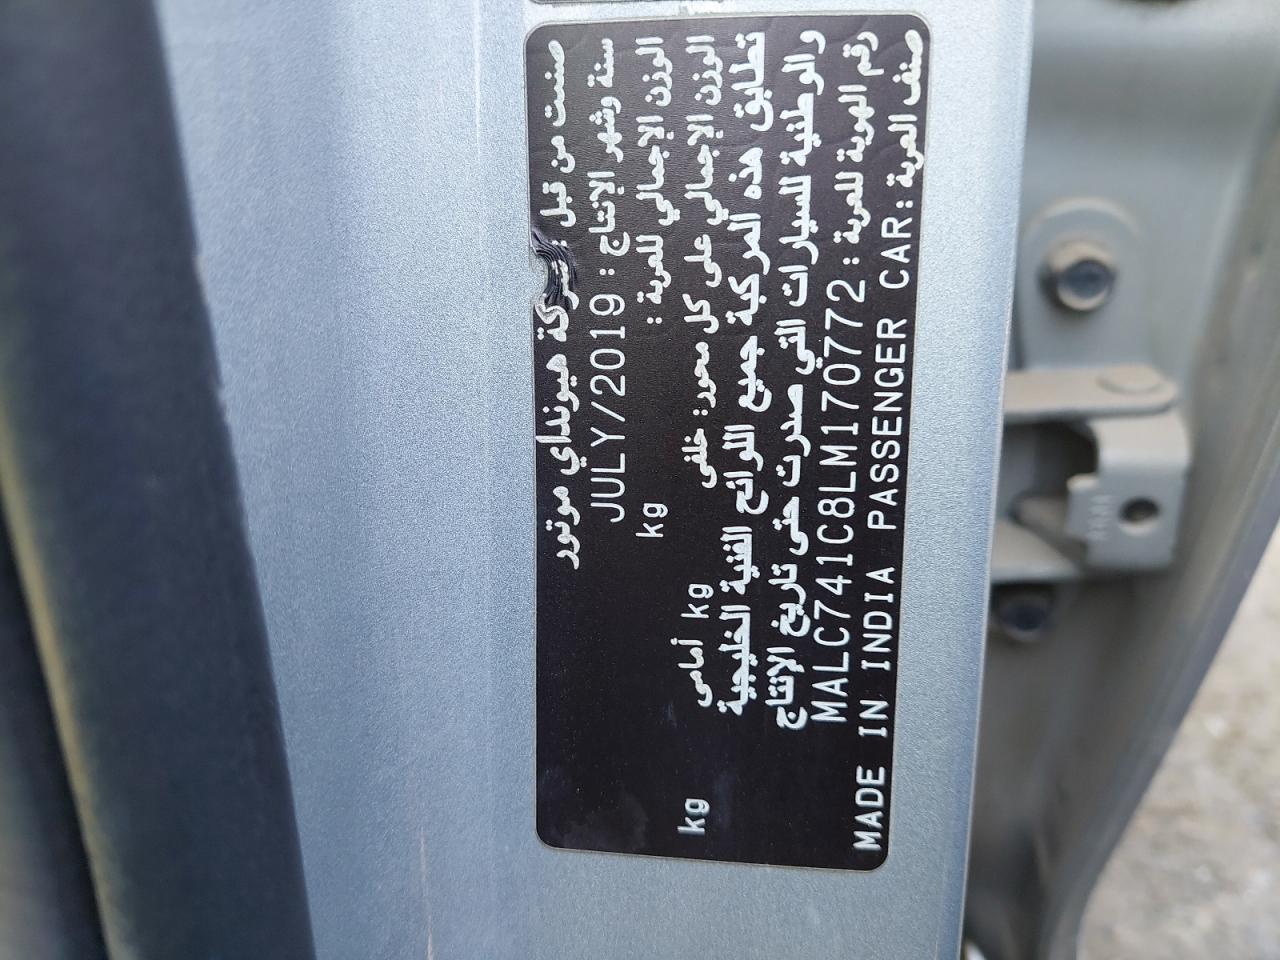 صنعت من قبل : شركة هيونداي موتور
سنة وشهر الإنتاج : JULY/2019
الوزن الإجمالي للعربة : kg
الوزن الإجمالي على كل محور: خلفى kg أمامى kg
تطابق هذه المركبة جميع اللوائح الفنية الخليجية
والوطنية للسيارات التي صدرت حتى تاريخ الإنتاج
رقم الهوية للعربة : MALC741C8LM170772
صنف العربة : MADE IN INDIA PASSENGER CAR